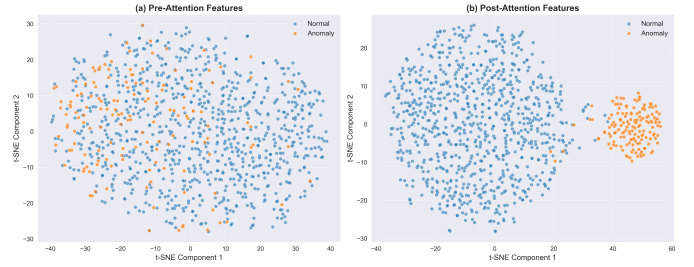 (a) Pre-Attention Features
Normal
Anomaly
30
20
10
0
−10
−20
−30
t-SNE Component 2
−40
−30
−20
−10
0
10
20
30
40
t-SNE Component 1
(b) Post-Attention Features
Normal
Anomaly
20
10
0
−10
−20
−30
t-SNE Component 2
−40
−20
0
20
40
60
t-SNE Component 1